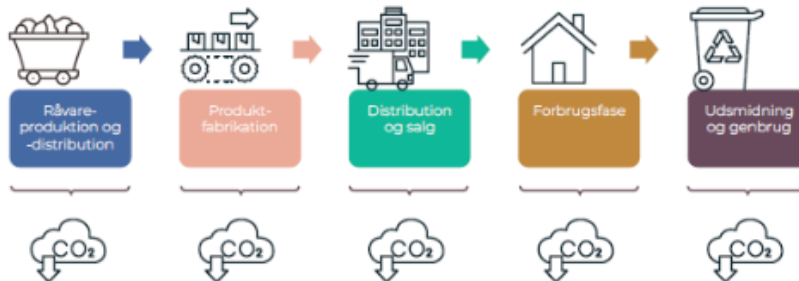 Råvare-
produktion og
-distribution
Produkt-
fabrikation
Distribution
og salg
Forbrugsfase
Udsmidning
og genbrug
CO₂
CO₂
CO₂
CO₂
CO₂